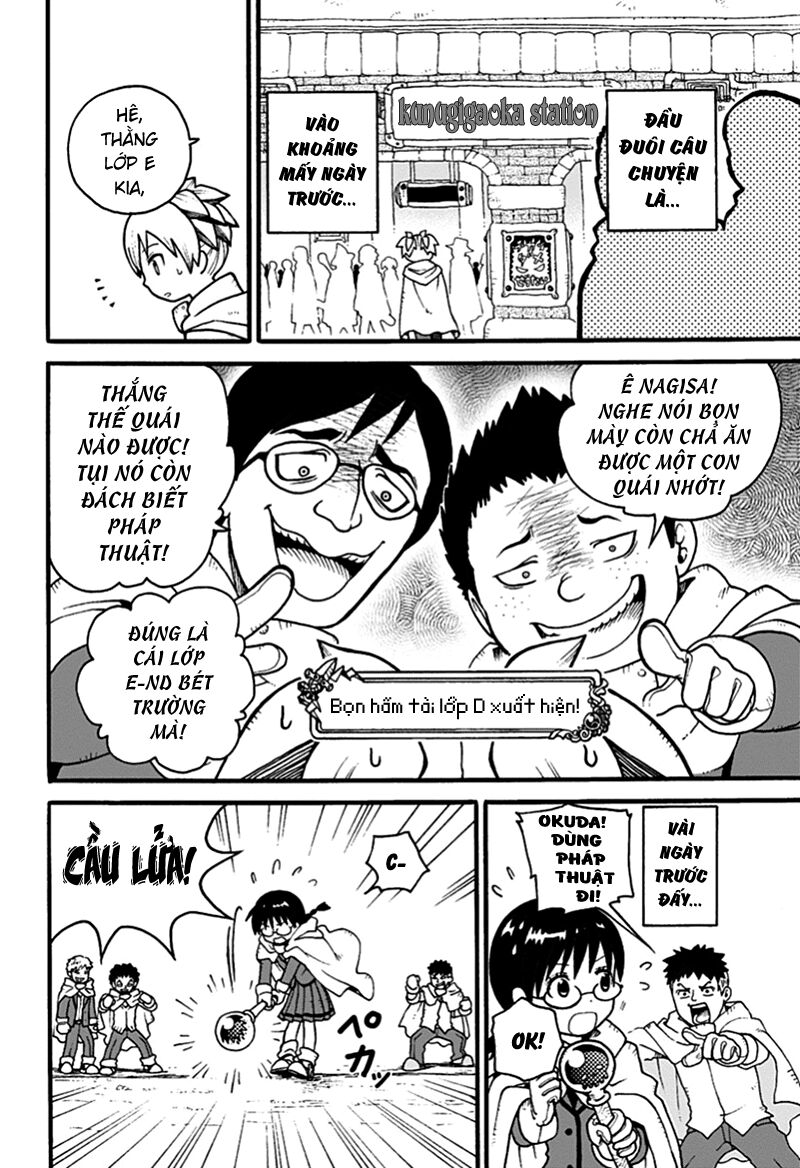 ĐẦU
ĐUÔI CÂU
CHUYỆN
LÀ...
kunugigaoka station
VÀO
KHOẢNG
MẤY NGÀY
TRƯỚC...
HÊ,
THẰNG
LỚP E
KIA,
Ê NAGISA!
NGHE NÓI BỌN
MÀY CÒN CHẢ ĂN
ĐƯỢC MỘT CON
QUÁI NHỚT!
THẮNG
THẾ QUÁI
NÀO ĐƯỢC!
TỤI NÓ CÒN
ĐÁCH BIẾT
PHÁP
THUẬT!
ĐÚNG LÀ
CÁI LỚP
E-ND BÉT
TRƯỜNG
MÀ!
Bọn hãm tài lớp D xuất hiện!
VÀI
NGÀY
TRƯỚC
ĐẤY...
OKUDA!
DÙNG
PHÁP
THUẬT
ĐI!
OK!
C-
CẦU LỬA!
ペカッ